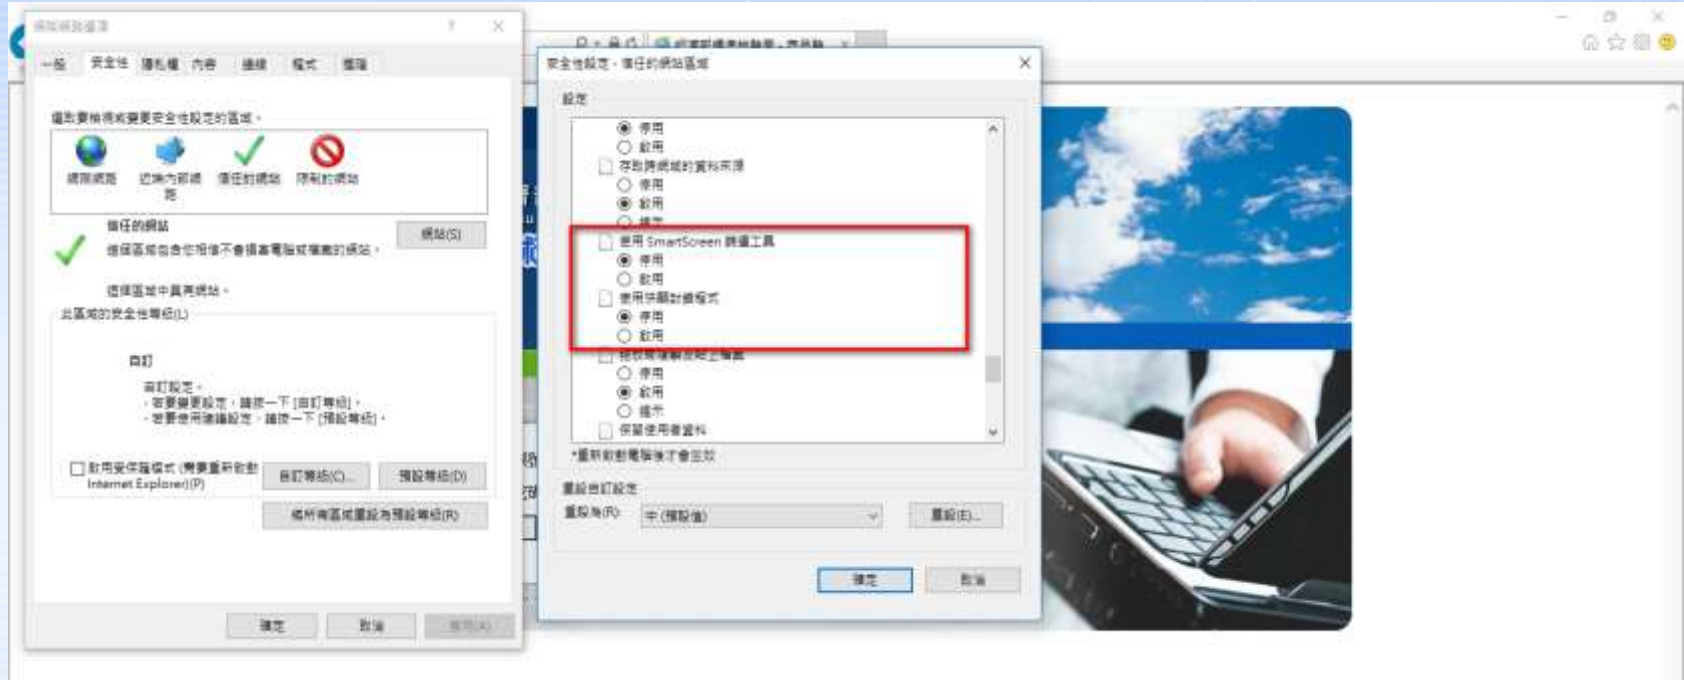 網際網路選項
一般 安全性 隱私權 內容 連線 程式 進階
選取要檢視或變更安全性設定的區域。
網際網路 近端內部網路 信任的網站 限制的網站
信任的網站
這個區域包含您相信不會損害電腦或檔案的網站。
網站(S)
這個區域中具有網站。
此區域的安全性等級(L)
自訂
自訂設定。
- 若要變更設定，請按一下 [自訂等級]。
- 若要使用建議設定，請按一下 [預設等級]。
啟用受保護模式 (需要重新啟動
Internet Explorer)(P)
自訂等級(C)...
預設等級(D)
將所有區域重設為預設等級(R)
確定 取消 套用(A)
安全性設定 - 信任的網站區域
設定
停用
啟用
存取跨網域的資料來源
停用
啟用
提示
使用 SmartScreen 篩選工具
停用
啟用
使用快顯封鎖程式
停用
啟用
拖放或複製及貼上檔案
停用
啟用
提示
保留使用者資料
*重新啟動電腦後才會生效
重設自訂設定
重設為(R):
中 (預設值)
重設(E)...
確定 取消